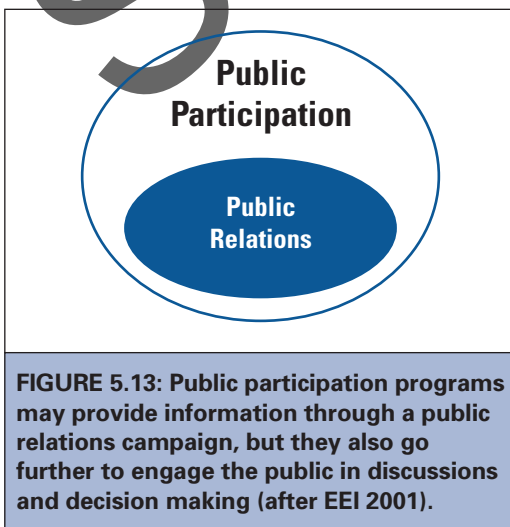 Public
Participation
Public
Relations
FIGURE 5.13: Public participation programs
may provide information through a public
relations campaign, but they also go
further to engage the public in discussions
and decision making (after EEI 2001).